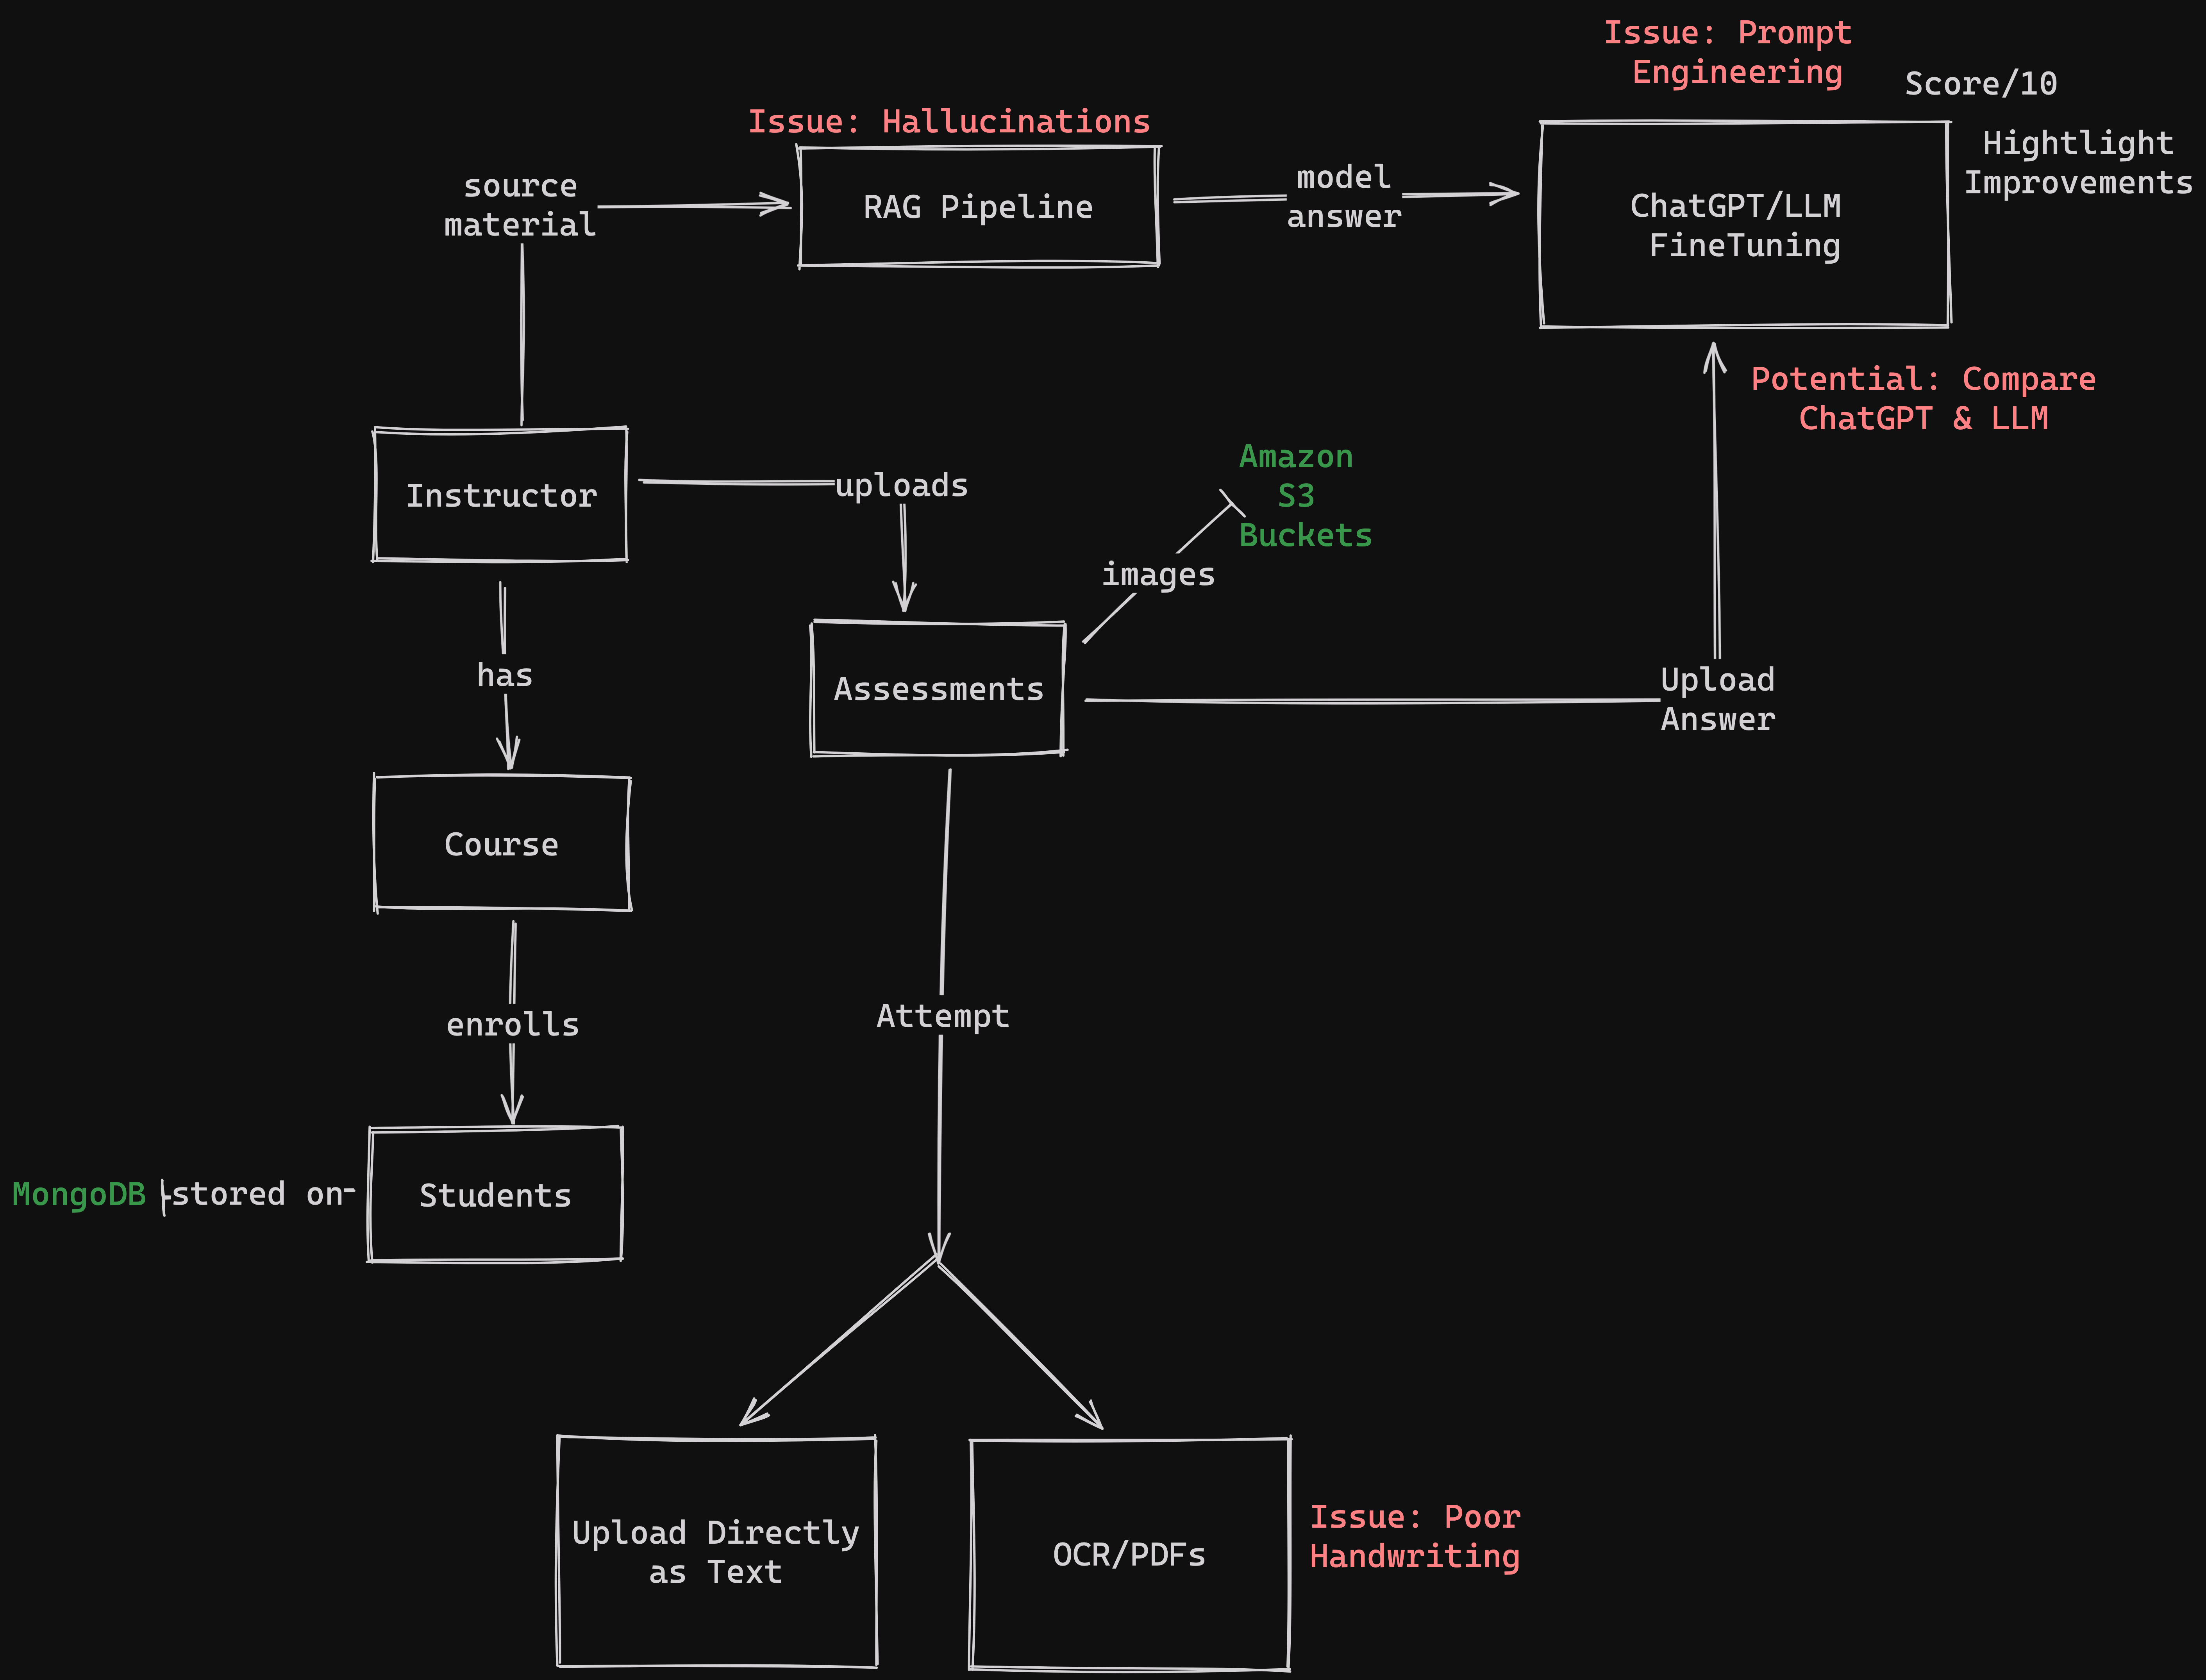 Issue: Prompt
Engineering
Score/10
Issue: Hallucinations
Hightlight
Improvements
source
material
RAG Pipeline
model
answer
ChatGPT/LLM
FineTuning
Potential: Compare
ChatGPT & LLM
Instructor
uploads
Amazon
S3
Buckets
images
has
Assessments
Upload
Answer
Course
enrolls
Attempt
MongoDB
stored on
Students
Upload Directly
as Text
OCR/PDFs
Issue: Poor
Handwriting